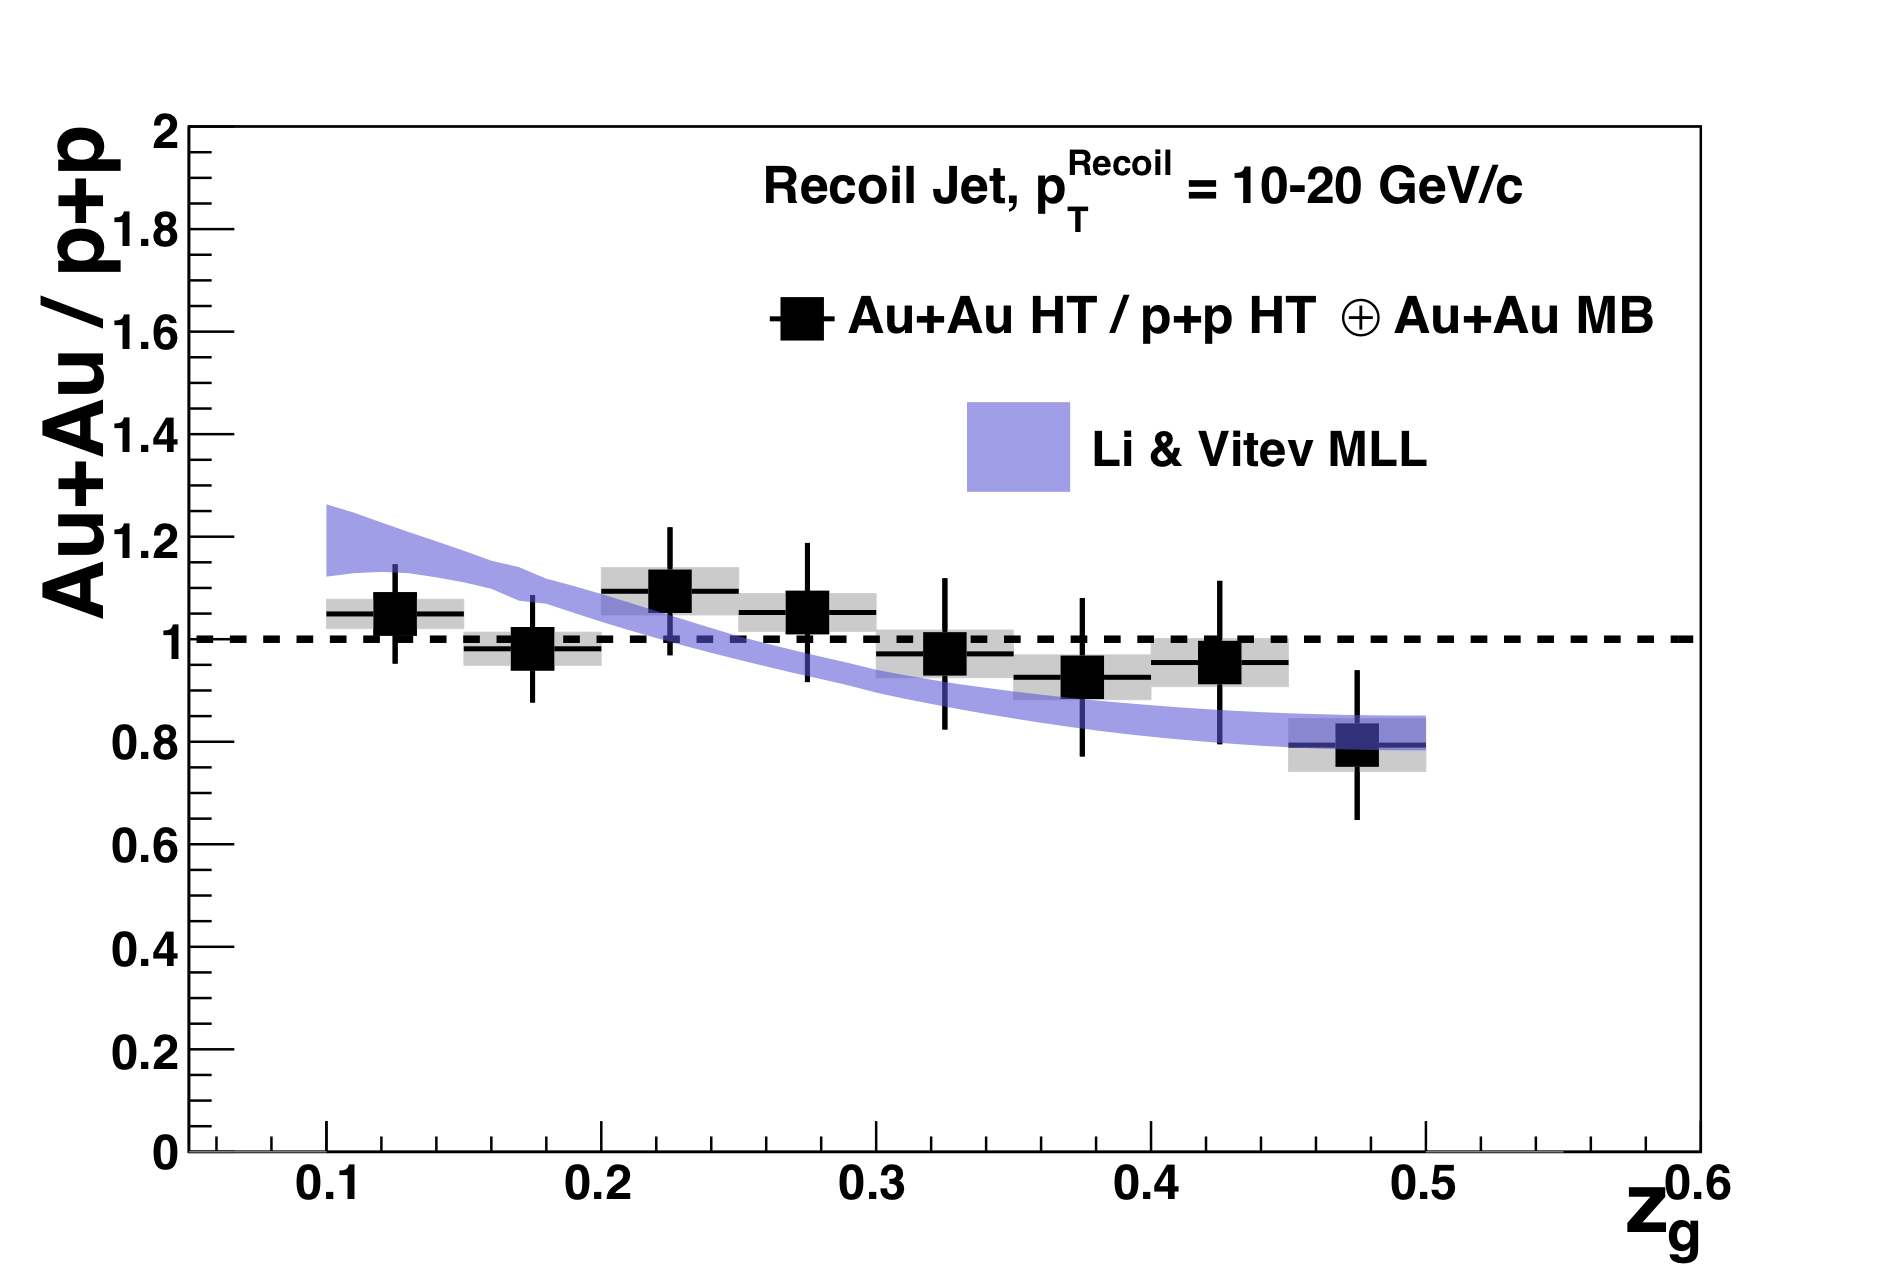 Au+Au / p+p
2
1.8
1.6
1.4
1.2
1
0.8
0.6
0.4
0.2
0
Recoil Jet, p_T^Recoil = 10-20 GeV/c
Au+Au HT / p+p HT ⊕ Au+Au MB
Li & Vitev MLL
0.1 0.2 0.3 0.4 0.5 0.6
z_g